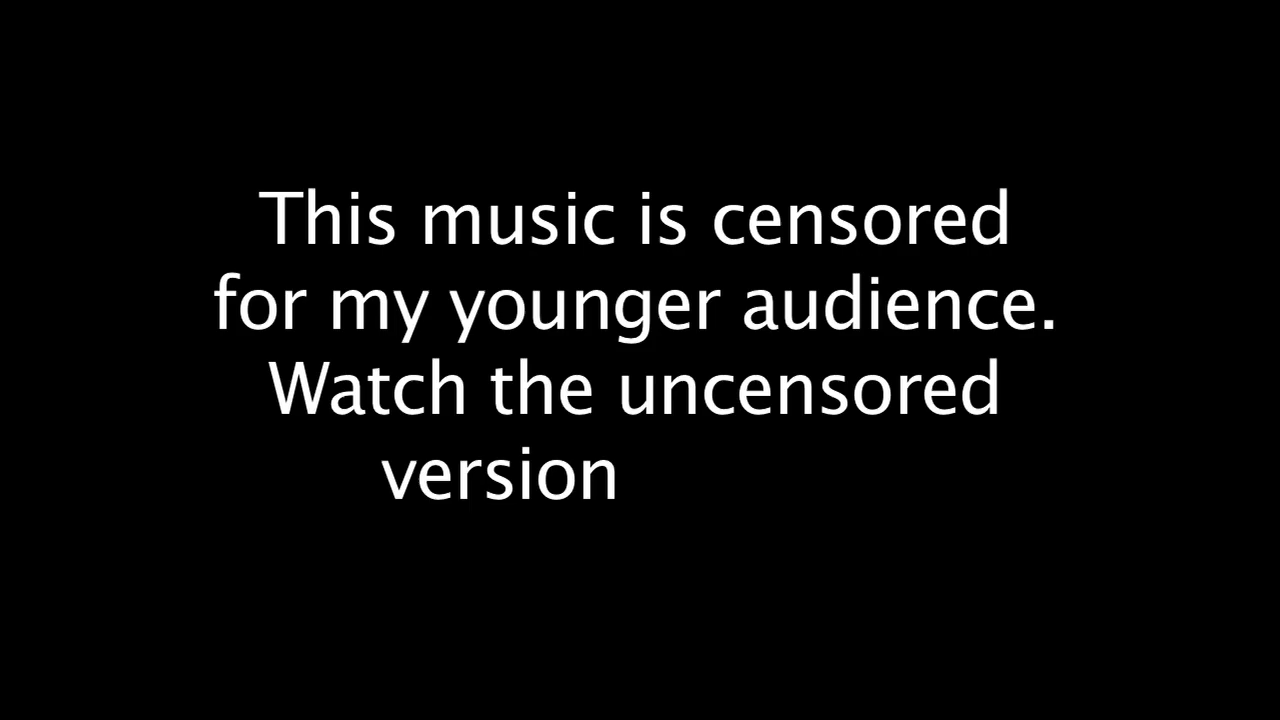 This music is censored
for my younger audience.
Watch the uncensored
version